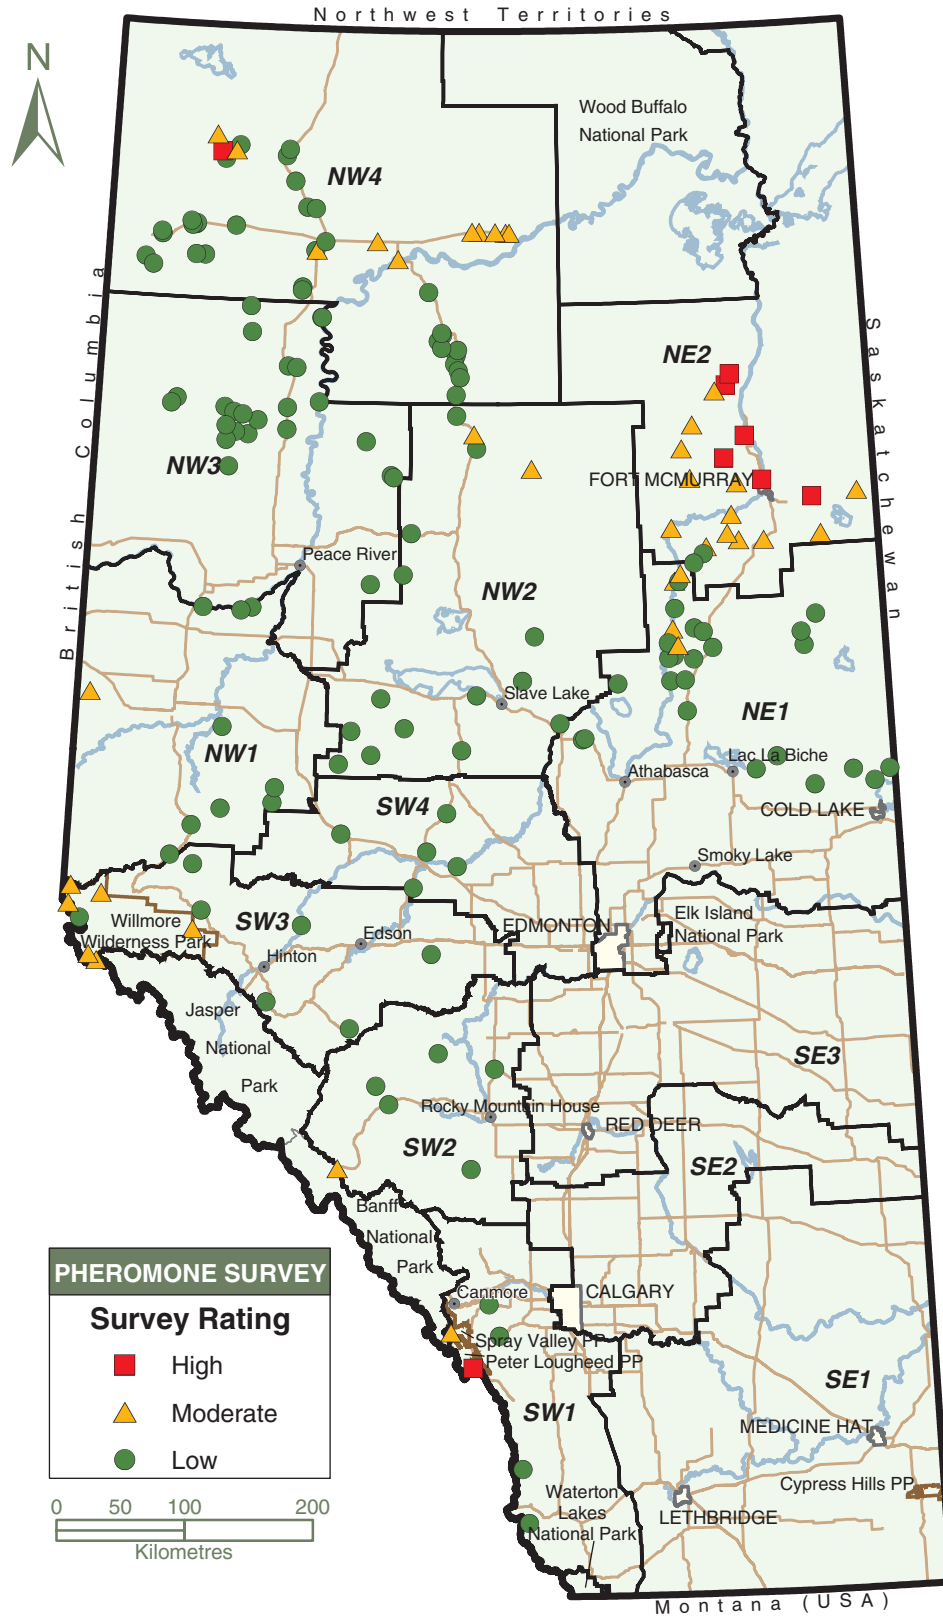 Northwest Territories
N
Wood Buffalo
National Park
NW4
British Columbia
Saskatchewan
NE2
NW3
FORT MCMURRAY
Peace River
NW2
Slave Lake
NE1
NW1
Lac La Biche
Athabasca
SW4
COLD LAKE
Smoky Lake
Willmore
Wilderness Park
SW3
EDMONTON
Elk Island
National Park
Edson
Hinton
Jasper
National
Park
SE3
Rocky Mountain House
RED DEER
SW2
SE2
Banff
National
Park
Canmore
CALGARY
Spray Valley PP
Peter Lougheed PP
SE1
SW1
MEDICINE HAT
Cypress Hills PP
Waterton
Lakes
National Park
LETHBRIDGE
PHEROMONE SURVEY
Survey Rating
High
Moderate
Low
0 50 100 200
Kilometres
Montana (USA)